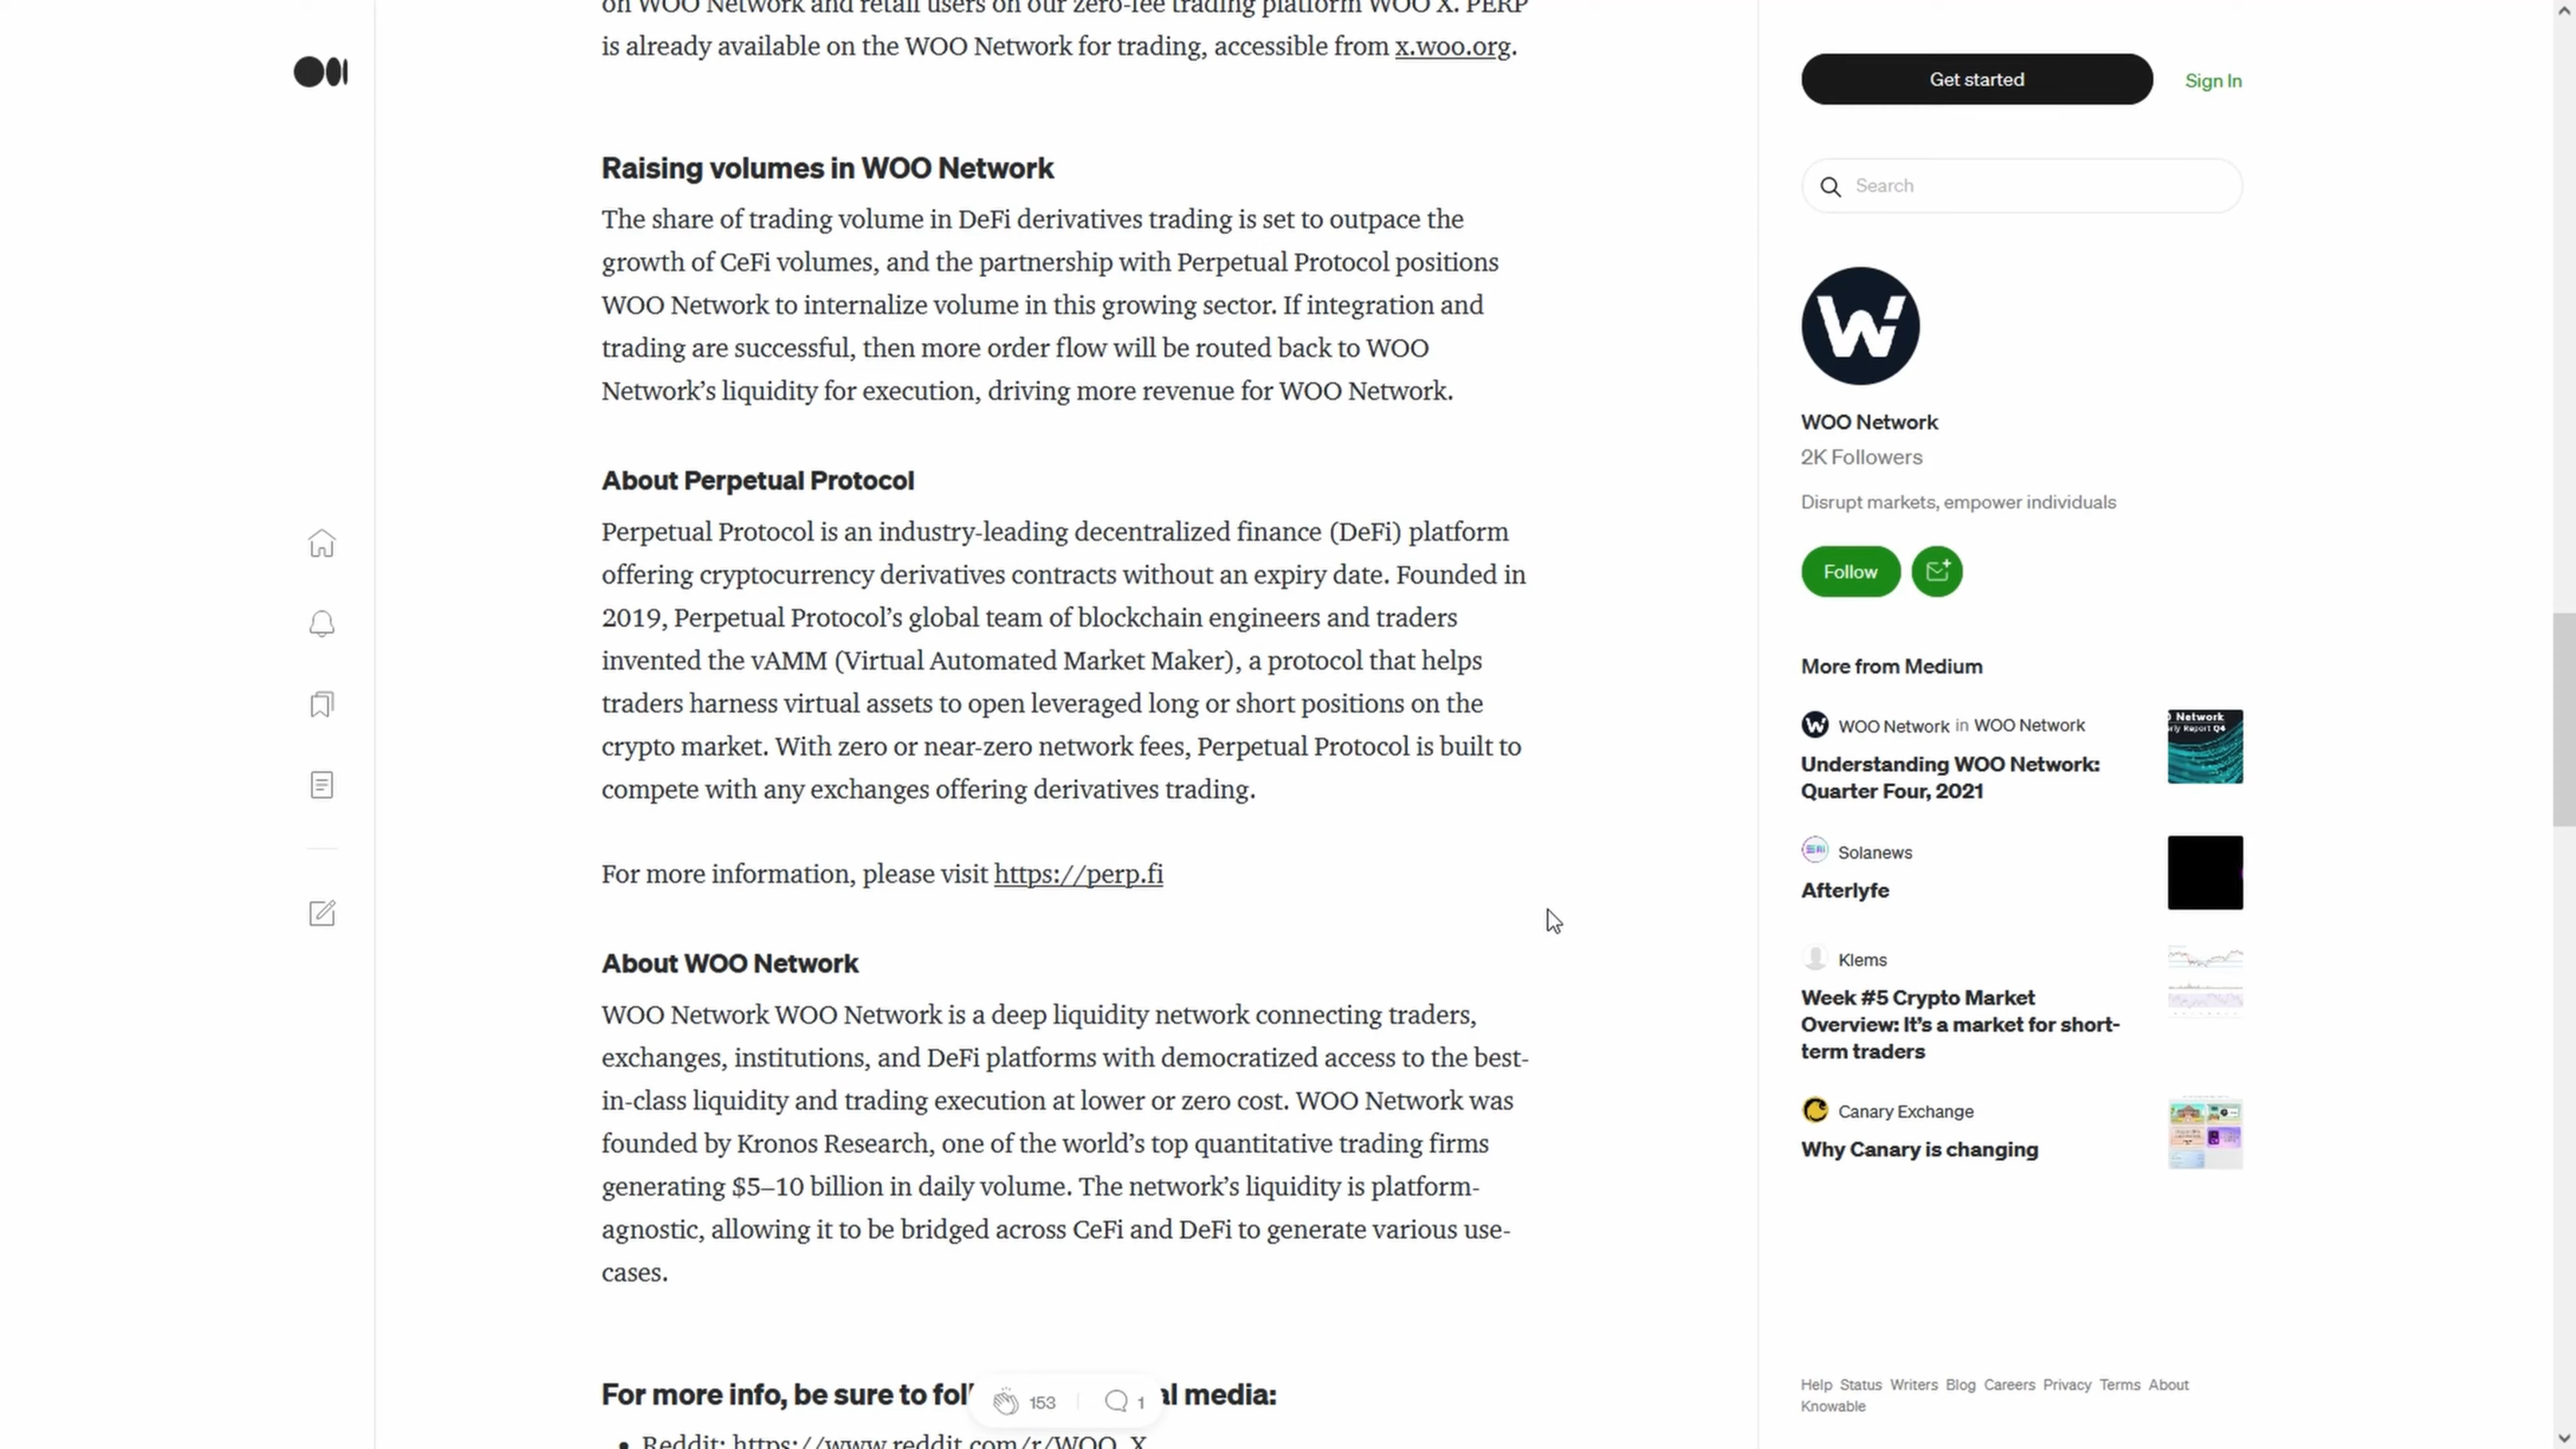 on WOO Network and retail users on our zero-fee trading platform WOO X. PERP
is already available on the WOO Network for trading, accessible from x.woo.org.
Raising volumes in WOO Network
The share of trading volume in DeFi derivatives trading is set to outpace the
growth of CeFi volumes, and the partnership with Perpetual Protocol positions
WOO Network to internalize volume in this growing sector. If integration and
trading are successful, then more order flow will be routed back to WOO
Network’s liquidity for execution, driving more revenue for WOO Network.
About Perpetual Protocol
Perpetual Protocol is an industry-leading decentralized finance (DeFi) platform
offering cryptocurrency derivatives contracts without an expiry date. Founded in
2019, Perpetual Protocol’s global team of blockchain engineers and traders
invented the vAMM (Virtual Automated Market Maker), a protocol that helps
traders harness virtual assets to open leveraged long or short positions on the
crypto market. With zero or near-zero network fees, Perpetual Protocol is built to
compete with any exchanges offering derivatives trading.
For more information, please visit https://perp.fi
About WOO Network
WOO Network WOO Network is a deep liquidity network connecting traders,
exchanges, institutions, and DeFi platforms with democratized access to the best-
in-class liquidity and trading execution at lower or zero cost. WOO Network was
founded by Kronos Research, one of the world’s top quantitative trading firms
generating $5–10 billion in daily volume. The network’s liquidity is platform-
agnostic, allowing it to be bridged across CeFi and DeFi to generate various use-
cases.
For more info, be sure to fol al media:
153 1
Reddit: https://www.reddit.com/r/WOO_X
Get started Sign In
Search
WOO Network
2K Followers
Disrupt markets, empower individuals
Follow
More from Medium
WOO Network in WOO Network
Understanding WOO Network:
Quarter Four, 2021
Network
rly Report Q4
Solanews
Afterlyfe
Klems
Week #5 Crypto Market
Overview: It’s a market for short-
term traders
Canary Exchange
Why Canary is changing
Help Status Writers Blog Careers Privacy Terms About
Knowable